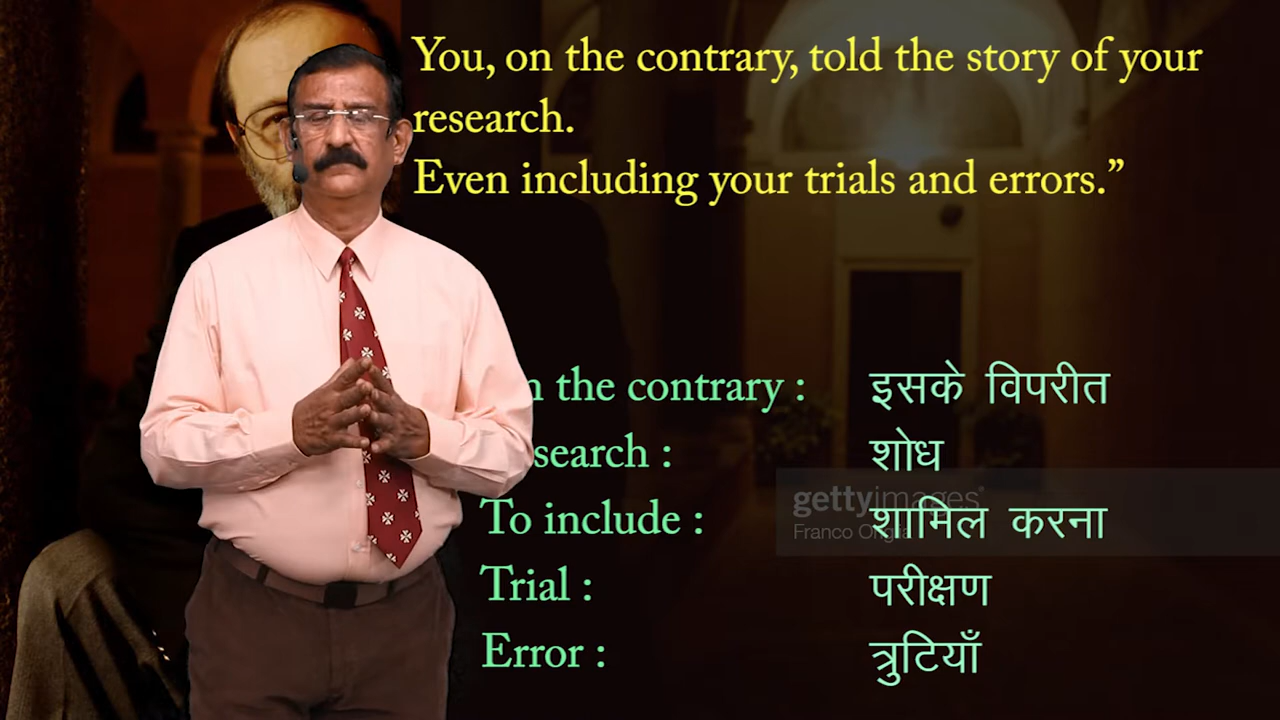 You, on the contrary, told the story of your
research.
Even including your trials and errors.”
the contrary : इसके विपरीत
शोध
To include : शामिल करना
Trial : परीक्षण
Error : त्रुटियाँ
gettyimages
Franco